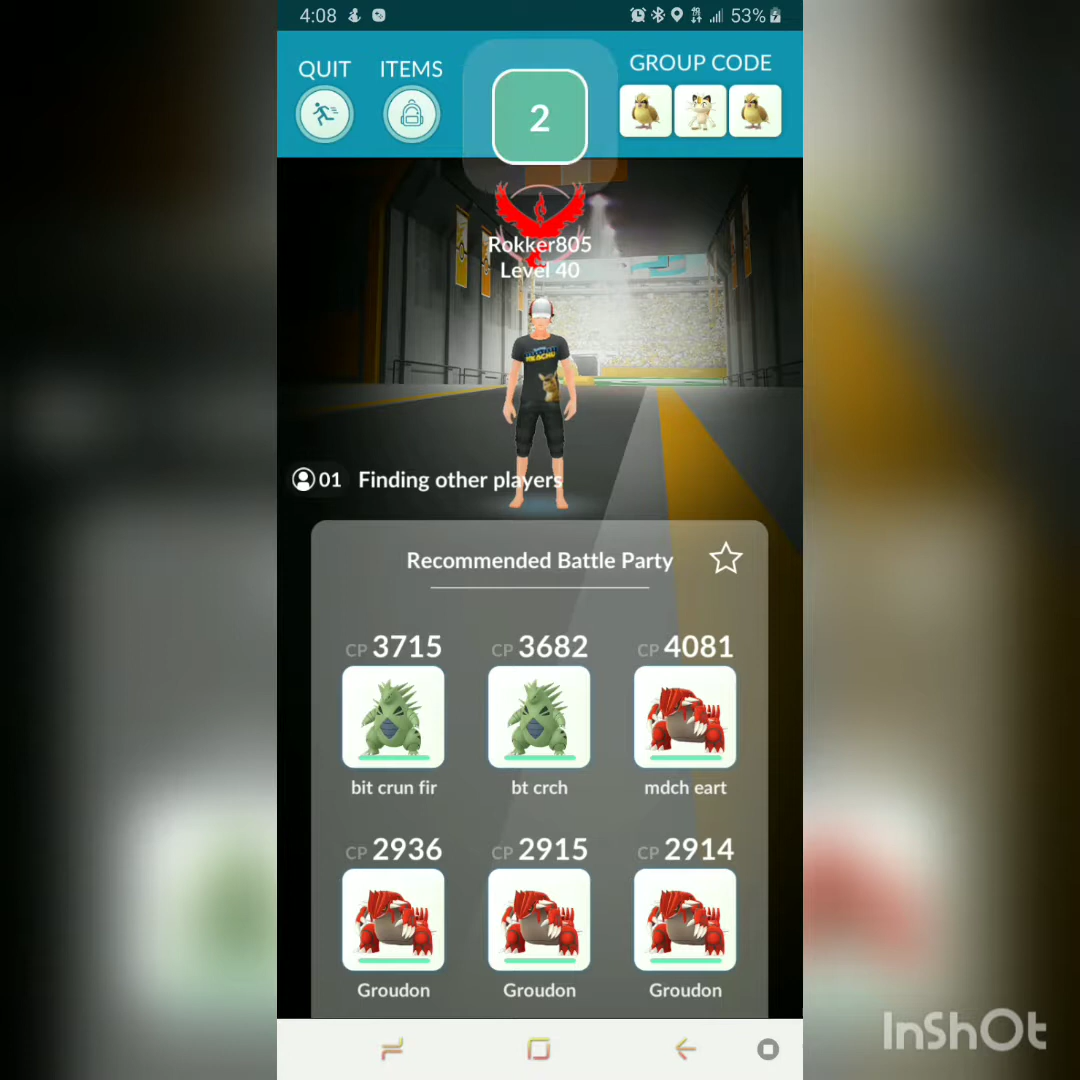 4:08
53%
QUIT
ITEMS
2
GROUP CODE
Rokker805
Level 40
01 Finding other players
Recommended Battle Party
CP 3715
CP 3682
CP 4081
bit crun fir
bt crch
mdch eart
CP 2936
CP 2915
CP 2914
Groudon
Groudon
Groudon
InShOt